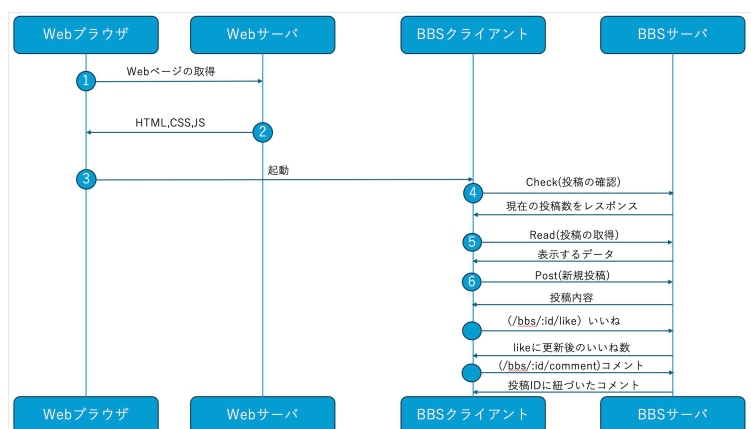 Webブラウザ
Webサーバ
BBSクライアント
BBSサーバ
1
Webページの取得
HTML,CSS,JS
2
3
起動
4
Check(投稿の確認)
現在の投稿数をレスポンス
5
Read(投稿の取得)
表示するデータ
6
Post(新規投稿)
投稿内容
(/bbs/:id/like) いいね
likeに更新後のいいね数
(/bbs/:id/comment)コメント
投稿IDに紐づいたコメント
Webブラウザ
Webサーバ
BBSクライアント
BBSサーバ